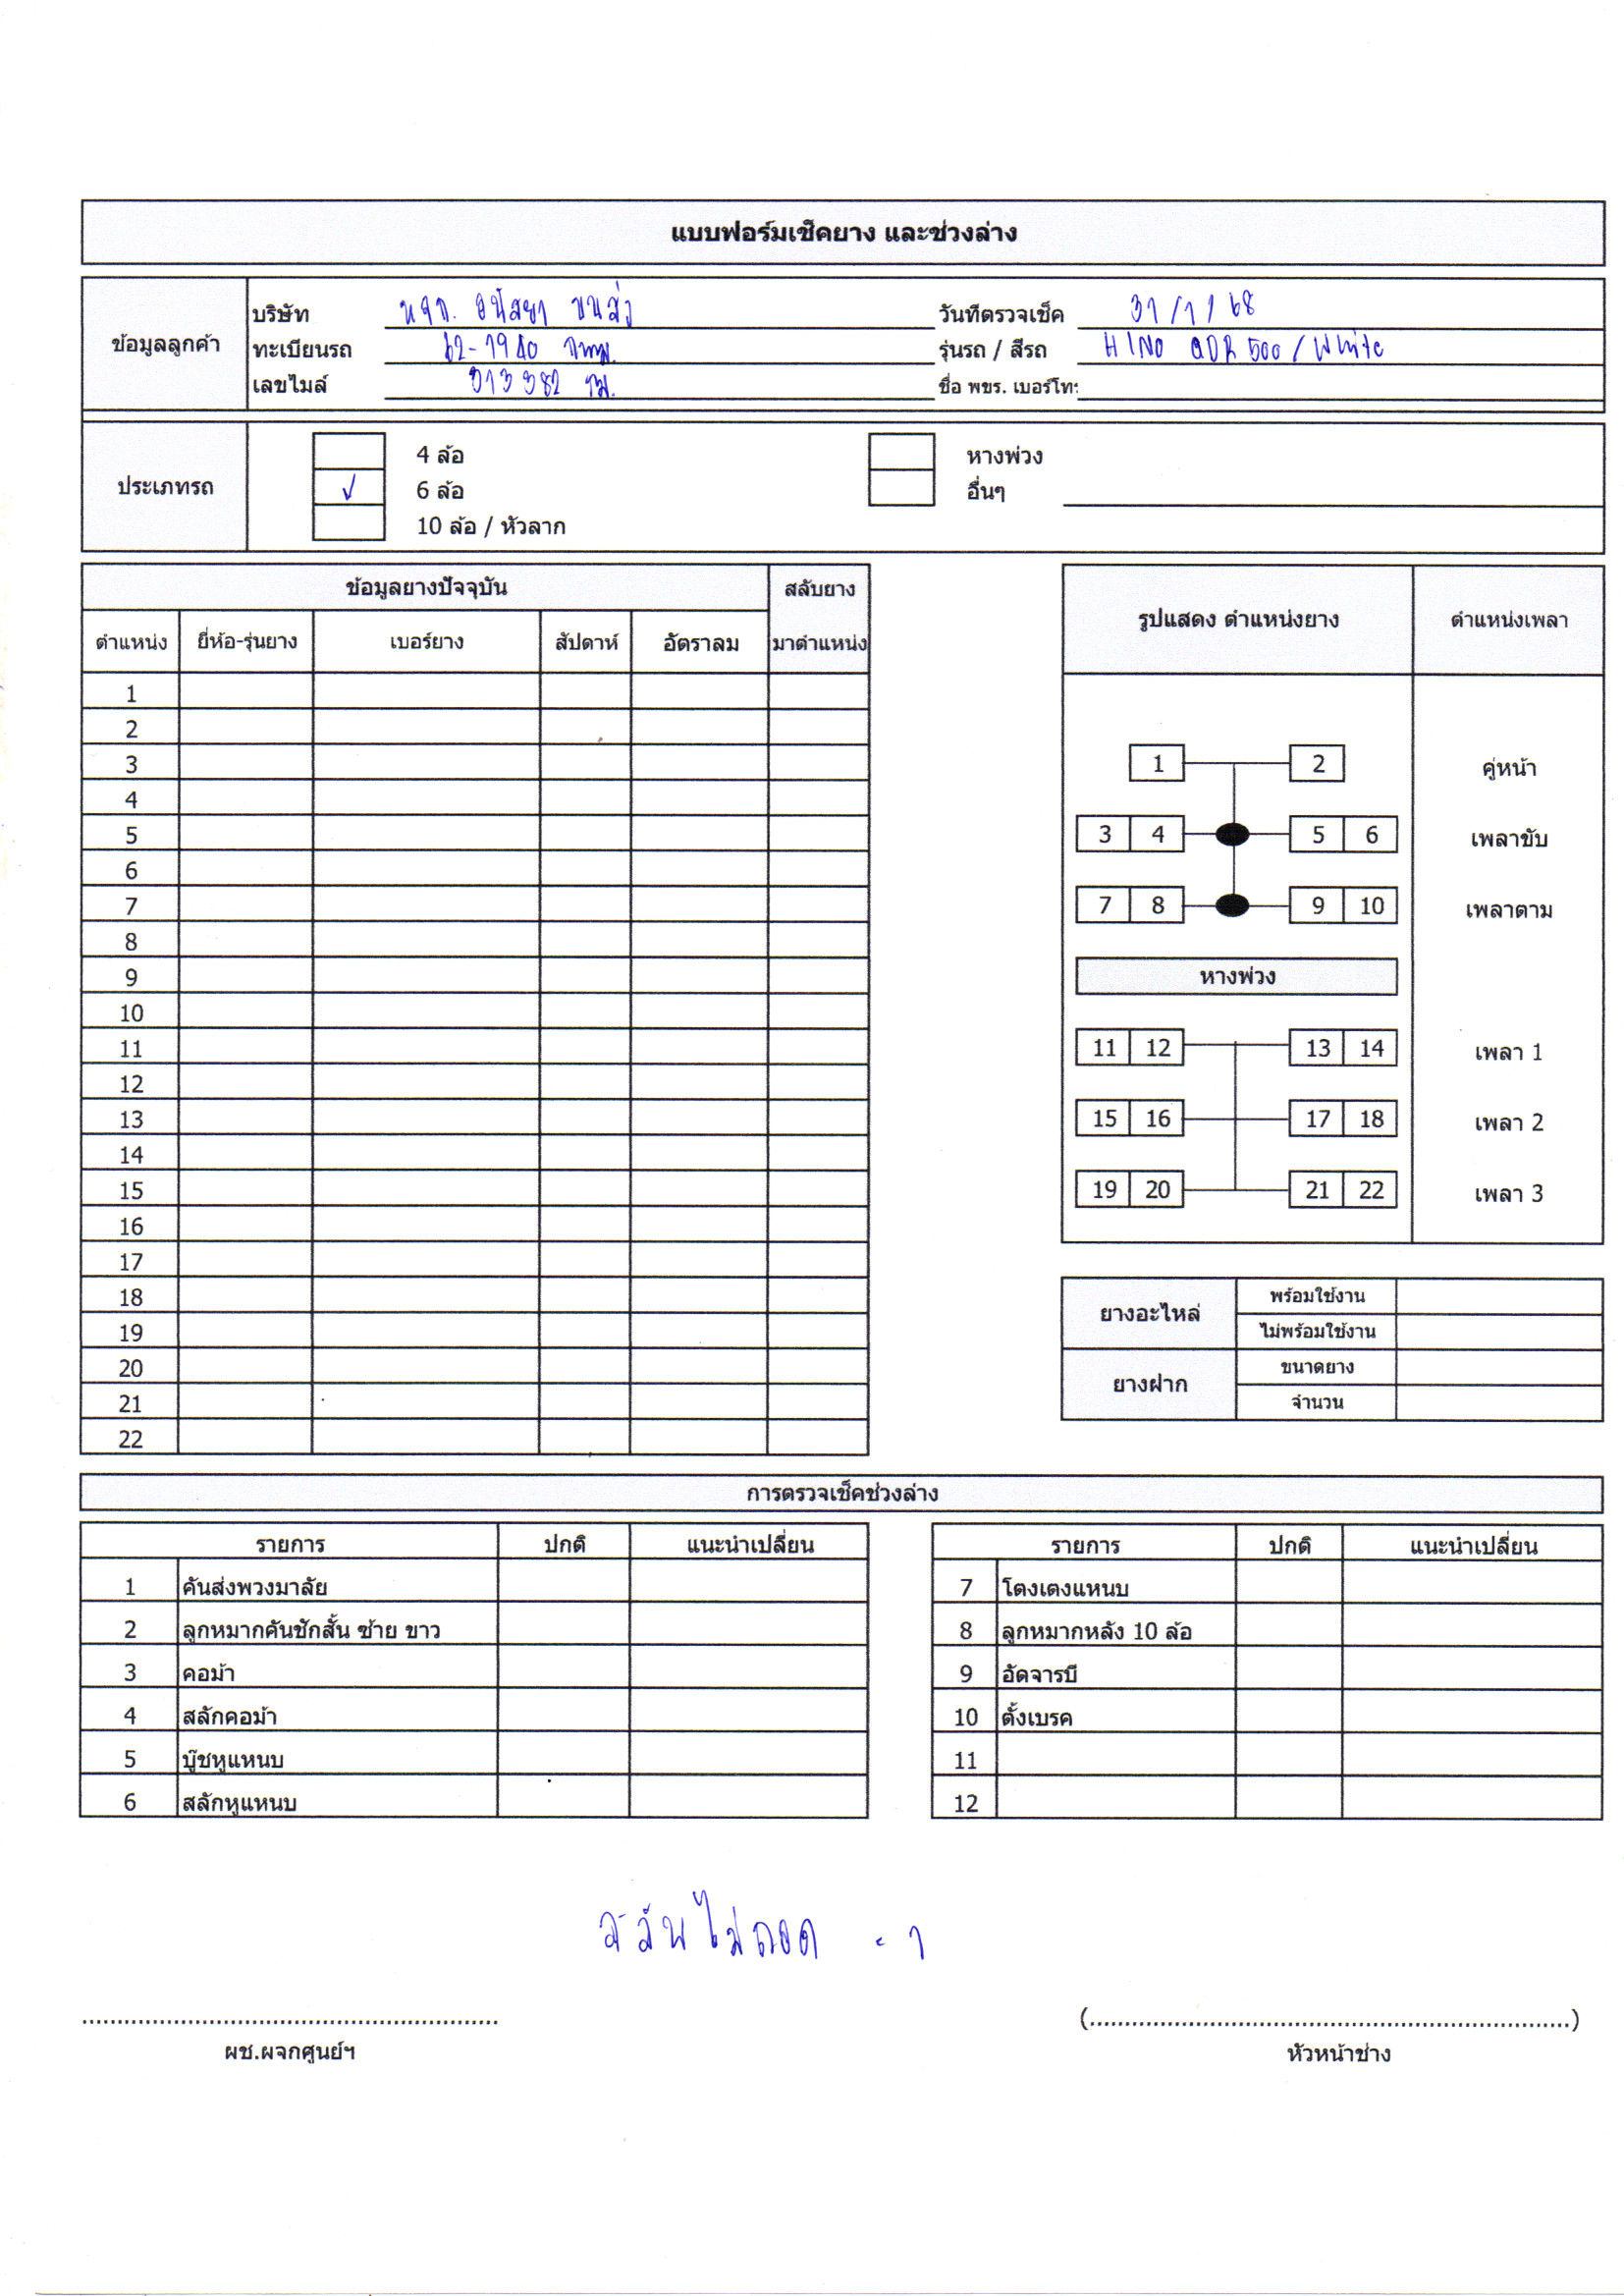 แบบฟอร์มเช็คยาง และช่วงล่าง
ข้อมูลลูกค้า
บริษัท หจก. ขนส่ง
วันที่ตรวจเช็ค 31/1/68
ทะเบียนรถ กทม.
รุ่นรถ / สีรถ HINO 500/White
เลขไมล์ 313382 กม.
ชื่อ พขร. เบอร์โทร
ประเภทรถ
4 ล้อ
หางพ่วง
✓ 6 ล้อ
อื่นๆ
10 ล้อ / หัวลาก
ข้อมูลยางปัจจุบัน สลับยาง
ตำแหน่ง ยี่ห้อ-รุ่นยาง เบอร์ยาง สัปดาห์ อัตราลม มาตำแหน่ง
1
2
3
4
5
6
7
8
9
10
11
12
13
14
15
16
17
18
19
20
21
22
รูปแสดง ตำแหน่งยาง ตำแหน่งเพลา
1 2 คู่หน้า
3 4 5 6 เพลาขับ
7 8 9 10 เพลาตาม
หางพ่วง
11 12 13 14 เพลา 1
15 16 17 18 เพลา 2
19 20 21 22 เพลา 3
ยางอะไหล่ พร้อมใช้งาน
ไม่พร้อมใช้งาน
ยางฝาก ขนาดยาง
จำนวน
การตรวจเช็คช่วงล่าง
รายการ ปกติ แนะนำเปลี่ยน
1 คันส่งพวงมาลัย
2 ลูกหมากคันชักสั้น ซ้าย ขาว
3 คอม้า
4 สลักคอม้า
5 บู๊ชหูแหนบ
6 สลักหูแหนบ
รายการ ปกติ แนะนำเปลี่ยน
7 โตงเตงแหนบ
8 ลูกหมากหลัง 10 ล้อ
9 อัดจารบี
10 ตั้งเบรค
11
12
ไม่ถอด
ผช.ผจกศูนย์ฯ
(..........)
หัวหน้าช่าง